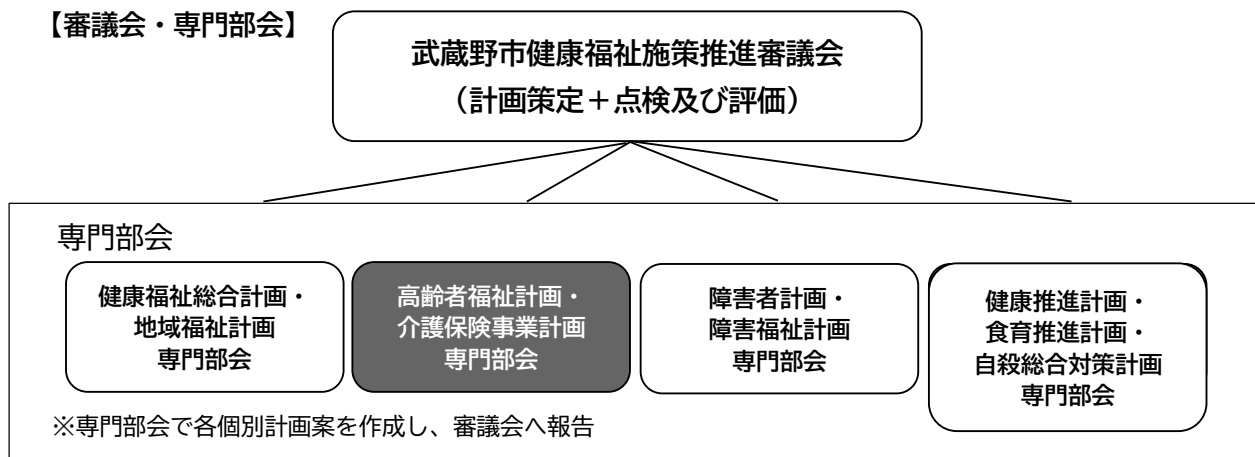 【審議会・専門部会】
武蔵野市健康福祉施策推進審議会
（計画策定＋点検及び評価）
専門部会
健康福祉総合計画・
地域福祉計画
専門部会
高齢者福祉計画・
介護保険事業計画
専門部会
障害者計画・
障害福祉計画
専門部会
健康推進計画・
食育推進計画・
自殺総合対策計画
専門部会
※専門部会で各個別計画案を作成し、審議会へ報告